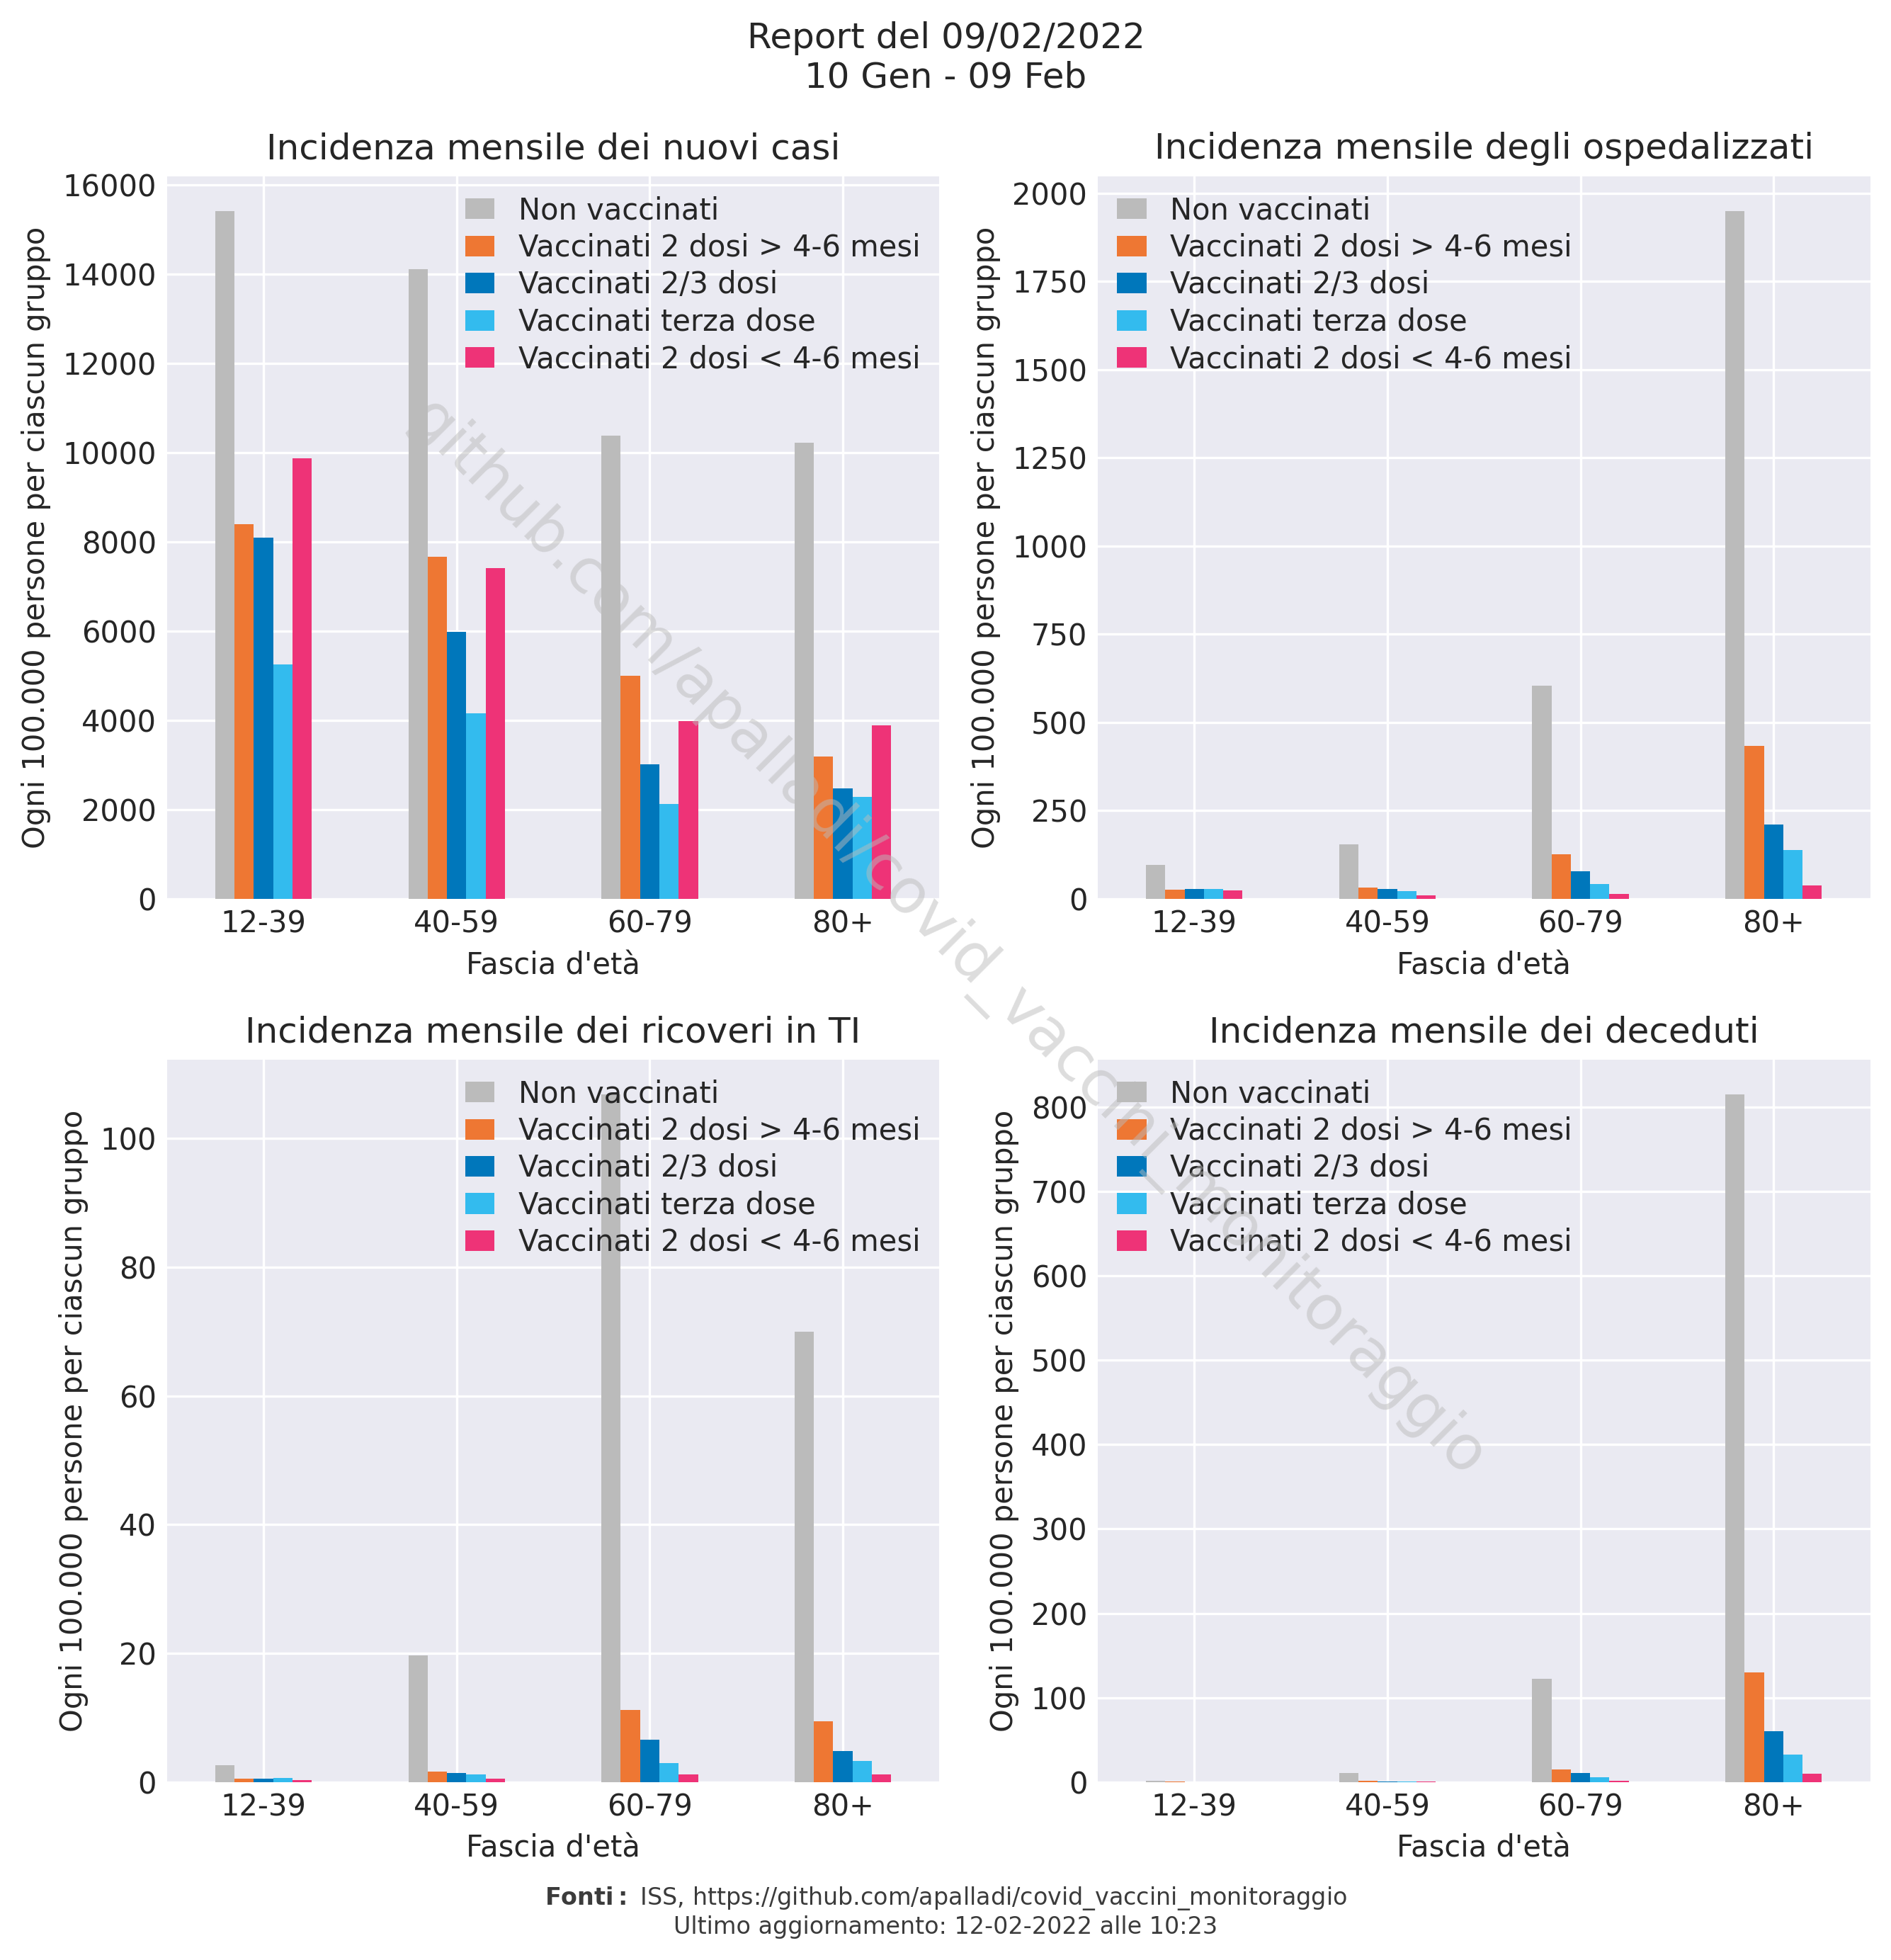 Report del 09/02/2022
10 Gen - 09 Feb
Incidenza mensile dei nuovi casi
Ogni 100.000 persone per ciascun gruppo
16000
14000
12000
10000
8000
6000
4000
2000
0
Non vaccinati
Vaccinati 2 dosi > 4-6 mesi
Vaccinati 2/3 dosi
Vaccinati terza dose
Vaccinati 2 dosi < 4-6 mesi
12-39 40-59 60-79 80+
Fascia d'età
Incidenza mensile degli ospedalizzati
Ogni 100.000 persone per ciascun gruppo
2000
1750
1500
1250
1000
750
500
250
0
Non vaccinati
Vaccinati 2 dosi > 4-6 mesi
Vaccinati 2/3 dosi
Vaccinati terza dose
Vaccinati 2 dosi < 4-6 mesi
12-39 40-59 60-79 80+
Fascia d'età
Incidenza mensile dei ricoveri in TI
Ogni 100.000 persone per ciascun gruppo
100
80
60
40
20
0
Non vaccinati
Vaccinati 2 dosi > 4-6 mesi
Vaccinati 2/3 dosi
Vaccinati terza dose
Vaccinati 2 dosi < 4-6 mesi
12-39 40-59 60-79 80+
Fascia d'età
Incidenza mensile dei deceduti
Ogni 100.000 persone per ciascun gruppo
800
700
600
500
400
300
200
100
0
Non vaccinati
Vaccinati 2 dosi > 4-6 mesi
Vaccinati 2/3 dosi
Vaccinati terza dose
Vaccinati 2 dosi < 4-6 mesi
12-39 40-59 60-79 80+
Fascia d'età
github.com/apalladi/covid_vaccini_monitoraggio
Fonti: ISS, https://github.com/apalladi/covid_vaccini_monitoraggio
Ultimo aggiornamento: 12-02-2022 alle 10:23